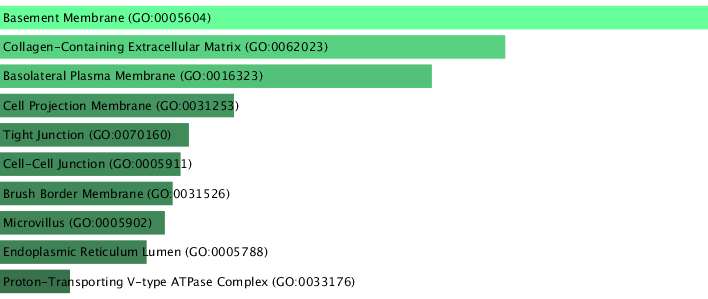 Basement Membrane (GO:0005604)
Collagen-Containing Extracellular Matrix (GO:0062023)
Basolateral Plasma Membrane (GO:0016323)
Cell Projection Membrane (GO:0031253)
Tight Junction (GO:0070160)
Cell-Cell Junction (GO:0005911)
Brush Border Membrane (GO:0031526)
Microvillus (GO:0005902)
Endoplasmic Reticulum Lumen (GO:0005788)
Proton-Transporting V-type ATPase Complex (GO:0033176)